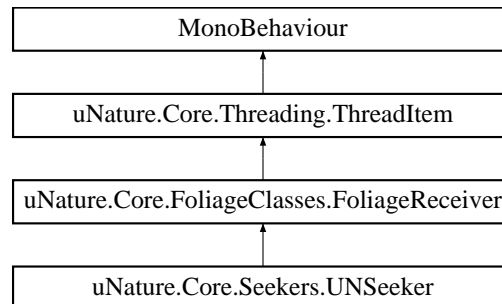 MonoBehaviour
uNature.Core.Threading.ThreadItem
uNature.Core.FoliageClasses.FoliageReceiver
uNature.Core.Seekers.UNSeeker